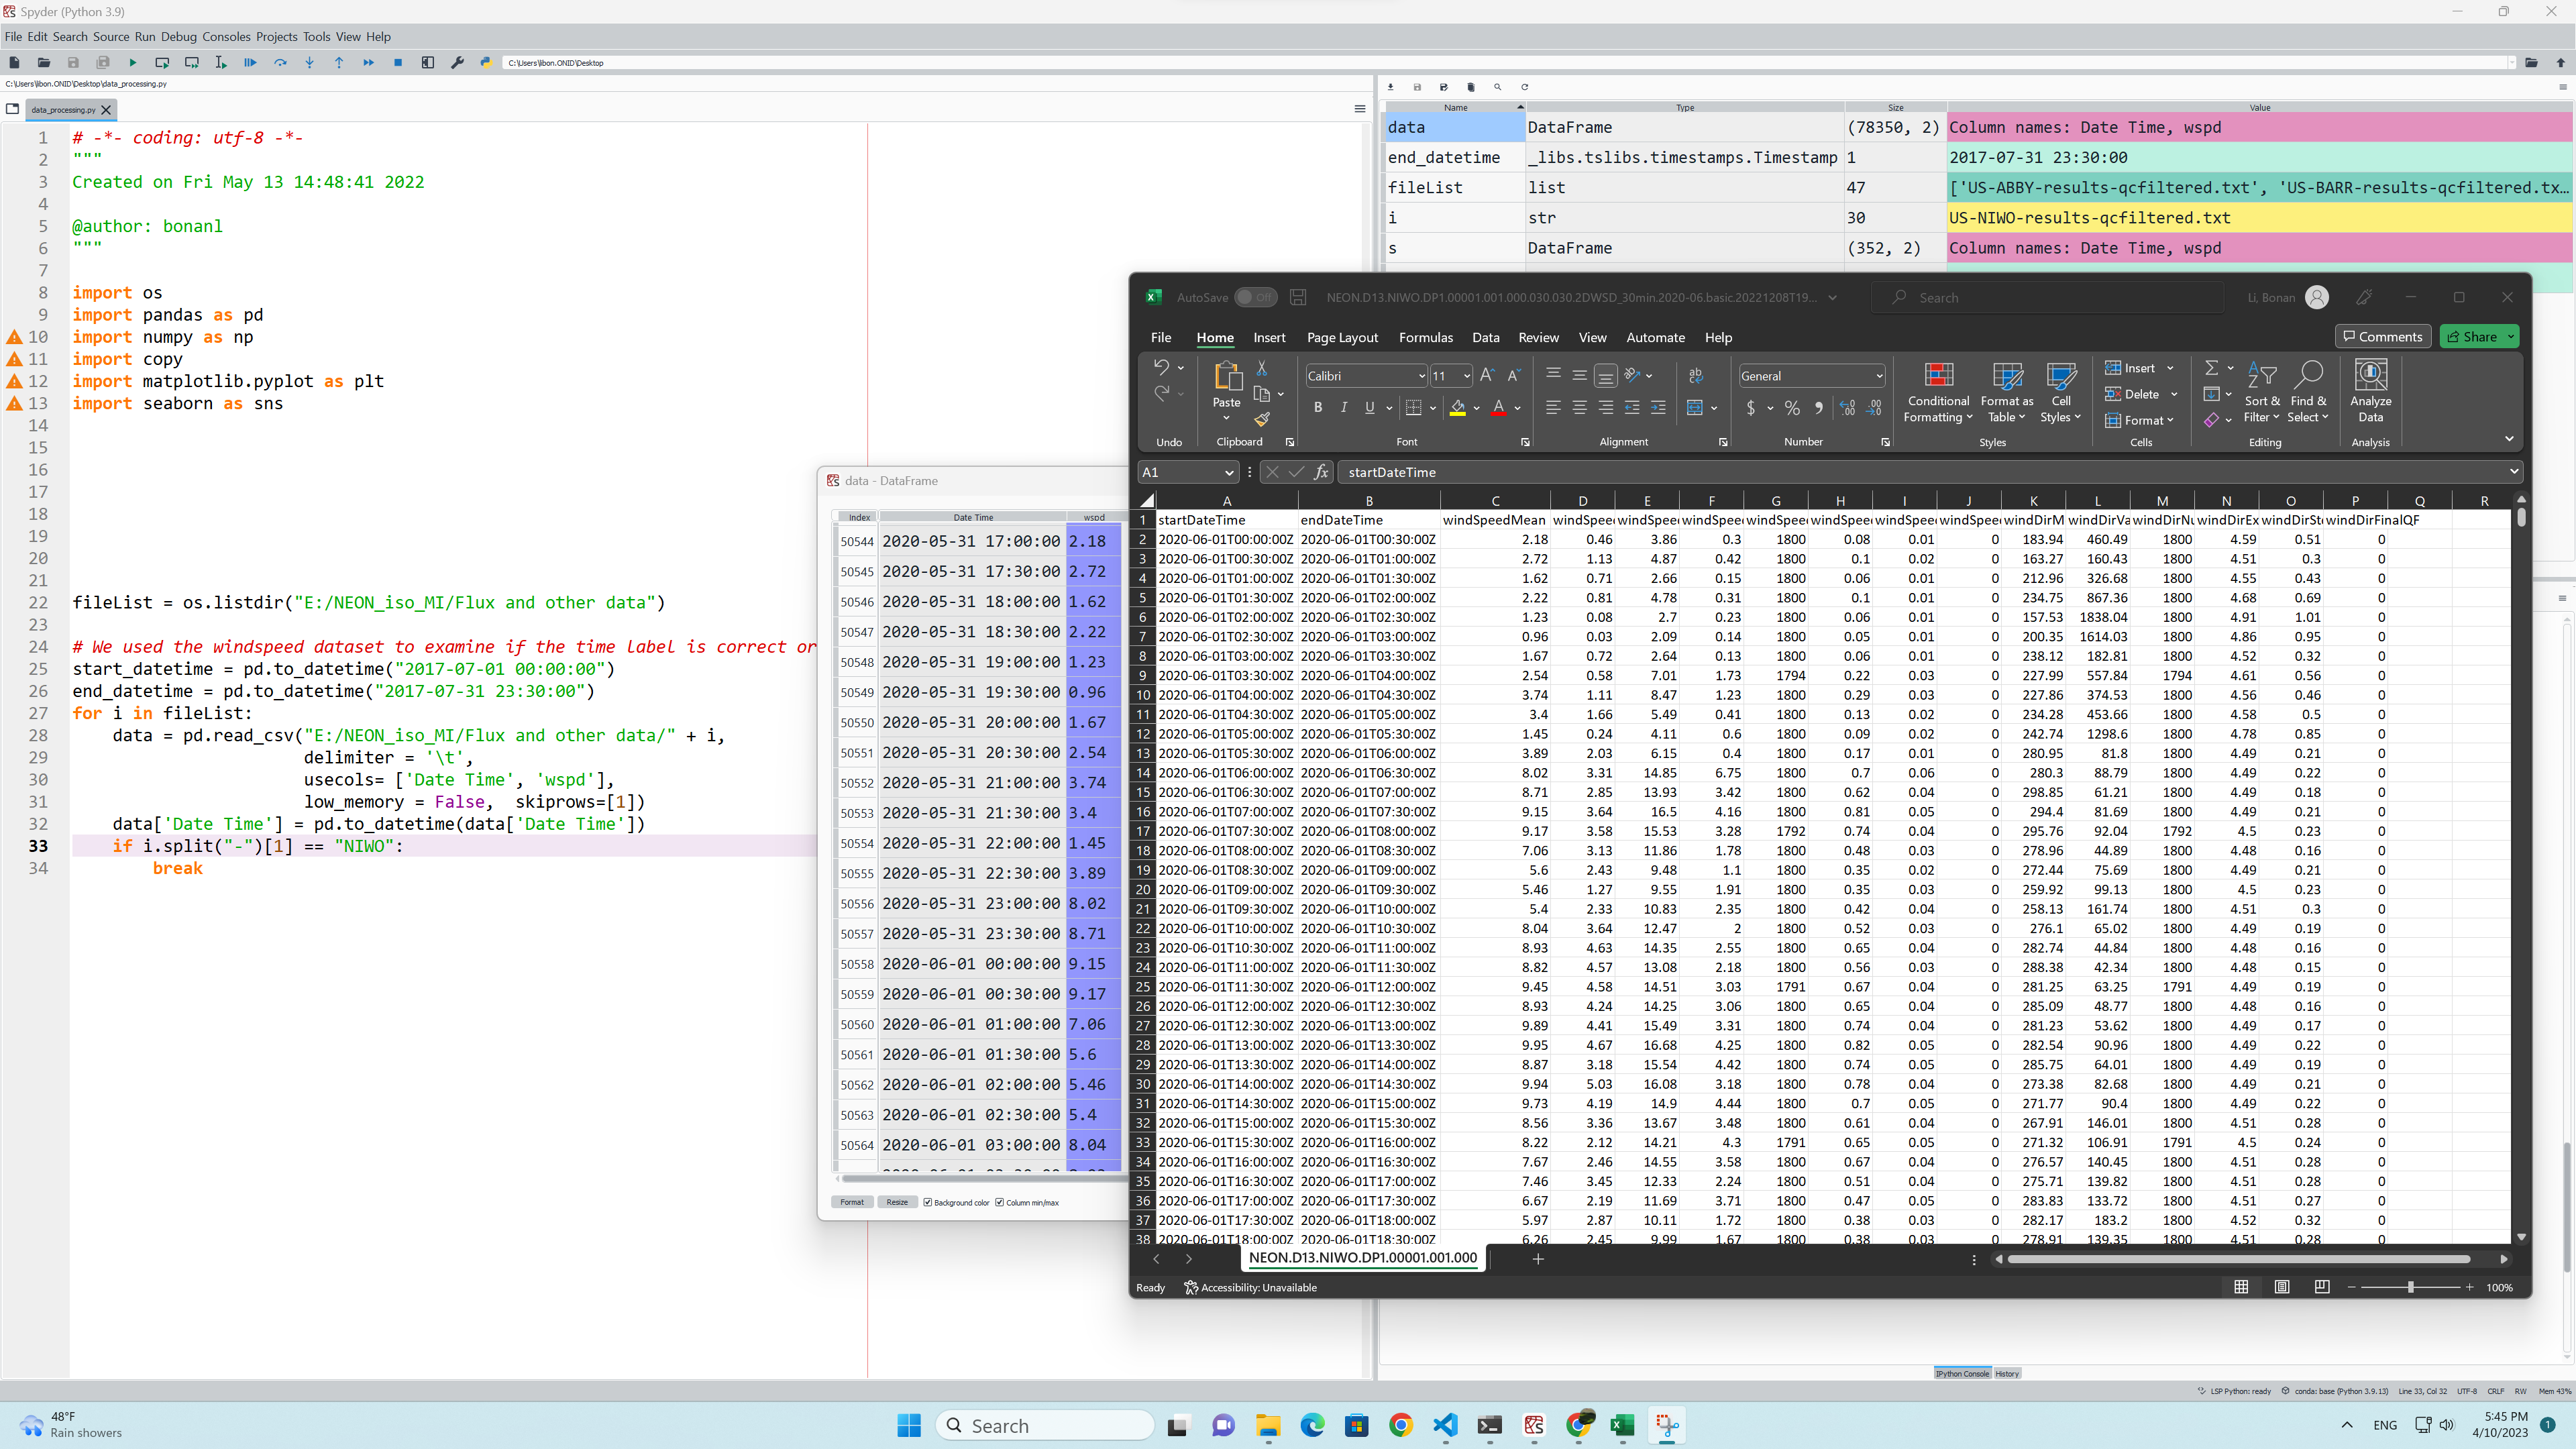 Spyder (Python 3.9)
File Edit Search Source Run Debug Consoles Projects Tools View Help
C:\Users\libon.ONID\Desktop
C:\Users\libon.ONID\Desktop\data_processing.py
data_processing.py
1 # -*- coding: utf-8 -*-
2 """
3 Created on Fri May 13 14:48:41 2022
4
5 @author: bonanl
6 """
7
8 import os
9 import pandas as pd
10 import numpy as np
11 import copy
12 import matplotlib.pyplot as plt
13 import seaborn as sns
14
15
16
17
18
19
20
21
22 fileList = os.listdir("E:/NEON_iso_MI/Flux and other data")
23
24 # We used the windspeed dataset to examine if the time label is correct or
25 start_datetime = pd.to_datetime("2017-07-01 00:00:00")
26 end_datetime = pd.to_datetime("2017-07-31 23:30:00")
27 for i in fileList:
28 data = pd.read_csv("E:/NEON_iso_MI/Flux and other data/" + i,
29 delimiter = '\t',
30 usecols= ['Date Time', 'wspd'],
31 low_memory = False, skiprows=[1])
32 data['Date Time'] = pd.to_datetime(data['Date Time'])
33 if i.split("-")[1] == "NIWO":
34 break
Name Type Size Value
data DataFrame (78350, 2) Column names: Date Time, wspd
end_datetime _libs.tslibs.timestamps.Timestamp 1 2017-07-31 23:30:00
fileList list 47 ['US-ABBY-results-qcfiltered.txt', 'US-BARR-results-qcfiltered.tx...
i str 30 US-NIWO-results-qcfiltered.txt
s DataFrame (352, 2) Column names: Date Time, wspd
data - DataFrame
Index Date Time wspd
50544 2020-05-31 17:00:00 2.18
50545 2020-05-31 17:30:00 2.72
50546 2020-05-31 18:00:00 1.62
50547 2020-05-31 18:30:00 2.22
50548 2020-05-31 19:00:00 1.23
50549 2020-05-31 19:30:00 0.96
50550 2020-05-31 20:00:00 1.67
50551 2020-05-31 20:30:00 2.54
50552 2020-05-31 21:00:00 3.74
50553 2020-05-31 21:30:00 3.4
50554 2020-05-31 22:00:00 1.45
50555 2020-05-31 22:30:00 3.89
50556 2020-05-31 23:00:00 8.02
50557 2020-05-31 23:30:00 8.71
50558 2020-06-01 00:00:00 9.15
50559 2020-06-01 00:30:00 9.17
50560 2020-06-01 01:00:00 7.06
50561 2020-06-01 01:30:00 5.6
50562 2020-06-01 02:00:00 5.46
50563 2020-06-01 02:30:00 5.4
50564 2020-06-01 03:00:00 8.04
Format Resize Background color Column min/max
AutoSave Off NEON.D13.NIWO.DP1.00001.001.000.030.030.2DWSD_30min.2020-06.basic.20221208T19... Search Li, Bonan
File Home Insert Page Layout Formulas Data Review View Automate Help Comments Share
Calibri 11 General Insert
Paste Conditional Format as Cell Delete Sort & Find & Analyze
B I U $ % Formatting Table Styles Format Filter Select Data
Undo Clipboard Font Alignment Number Styles Cells Editing Analysis
A1 fx startDateTime
A B C D E F G H I J K L M N O P Q R
1 startDateTime endDateTime windSpeedMean windSpee windSpee windSpee windSpee windSpee windSpee windSpee windDirM windDirVa windDirNu windDirEx windDirSt windDirFinalQF
2 2020-06-01T00:00:00Z 2020-06-01T00:30:00Z 2.18 0.46 3.86 0.3 1800 0.08 0.01 0 183.94 460.49 1800 4.59 0.51 0
3 2020-06-01T00:30:00Z 2020-06-01T01:00:00Z 2.72 1.13 4.87 0.42 1800 0.1 0.02 0 163.27 160.43 1800 4.51 0.3 0
4 2020-06-01T01:00:00Z 2020-06-01T01:30:00Z 1.62 0.71 2.66 0.15 1800 0.06 0.01 0 212.96 326.68 1800 4.55 0.43 0
5 2020-06-01T01:30:00Z 2020-06-01T02:00:00Z 2.22 0.81 4.78 0.31 1800 0.1 0.01 0 234.75 867.36 1800 4.68 0.69 0
6 2020-06-01T02:00:00Z 2020-06-01T02:30:00Z 1.23 0.08 2.7 0.23 1800 0.06 0.01 0 157.53 1838.04 1800 4.91 1.01 0
7 2020-06-01T02:30:00Z 2020-06-01T03:00:00Z 0.96 0.03 2.09 0.14 1800 0.05 0.01 0 200.35 1614.03 1800 4.86 0.95 0
8 2020-06-01T03:00:00Z 2020-06-01T03:30:00Z 1.67 0.72 2.64 0.13 1800 0.06 0.01 0 238.12 182.81 1800 4.52 0.32 0
9 2020-06-01T03:30:00Z 2020-06-01T04:00:00Z 2.54 0.58 7.01 1.73 1794 0.22 0.03 0 227.99 557.84 1794 4.61 0.56 0
10 2020-06-01T04:00:00Z 2020-06-01T04:30:00Z 3.74 1.11 8.47 1.23 1800 0.29 0.03 0 227.86 374.53 1800 4.56 0.46 0
11 2020-06-01T04:30:00Z 2020-06-01T05:00:00Z 3.4 1.66 5.49 0.41 1800 0.13 0.02 0 234.28 453.66 1800 4.58 0.5 0
12 2020-06-01T05:00:00Z 2020-06-01T05:30:00Z 1.45 0.24 4.11 0.6 1800 0.09 0.02 0 242.74 1298.6 1800 4.78 0.85 0
13 2020-06-01T05:30:00Z 2020-06-01T06:00:00Z 3.89 2.03 6.15 0.4 1800 0.17 0.01 0 280.95 81.8 1800 4.49 0.21 0
14 2020-06-01T06:00:00Z 2020-06-01T06:30:00Z 8.02 3.31 14.85 6.75 1800 0.7 0.06 0 280.3 88.79 1800 4.49 0.22 0
15 2020-06-01T06:30:00Z 2020-06-01T07:00:00Z 8.71 2.85 13.93 3.42 1800 0.62 0.04 0 298.85 61.21 1800 4.49 0.18 0
16 2020-06-01T07:00:00Z 2020-06-01T07:30:00Z 9.15 3.64 16.5 4.16 1800 0.81 0.05 0 294.4 81.69 1800 4.49 0.21 0
17 2020-06-01T07:30:00Z 2020-06-01T08:00:00Z 9.17 3.58 15.53 3.28 1792 0.74 0.04 0 295.76 92.04 1792 4.5 0.23 0
18 2020-06-01T08:00:00Z 2020-06-01T08:30:00Z 7.06 3.13 11.86 1.78 1800 0.48 0.03 0 278.96 44.89 1800 4.48 0.16 0
19 2020-06-01T08:30:00Z 2020-06-01T09:00:00Z 5.6 2.43 9.48 1.1 1800 0.35 0.02 0 272.44 75.69 1800 4.49 0.21 0
20 2020-06-01T09:00:00Z 2020-06-01T09:30:00Z 5.46 1.27 9.55 1.91 1800 0.35 0.03 0 259.92 99.13 1800 4.5 0.23 0
21 2020-06-01T09:30:00Z 2020-06-01T10:00:00Z 5.4 2.33 10.83 2.35 1800 0.42 0.04 0 258.13 161.74 1800 4.51 0.3 0
22 2020-06-01T10:00:00Z 2020-06-01T10:30:00Z 8.04 3.64 12.47 2 1800 0.52 0.03 0 276.1 65.02 1800 4.49 0.19 0
23 2020-06-01T10:30:00Z 2020-06-01T11:00:00Z 8.93 4.63 14.35 2.55 1800 0.65 0.04 0 282.74 44.84 1800 4.48 0.16 0
24 2020-06-01T11:00:00Z 2020-06-01T11:30:00Z 8.82 4.57 13.08 2.18 1800 0.56 0.03 0 288.38 42.34 1800 4.48 0.15 0
25 2020-06-01T11:30:00Z 2020-06-01T12:00:00Z 9.45 4.58 14.51 3.03 1791 0.67 0.04 0 281.25 63.25 1791 4.49 0.19 0
26 2020-06-01T12:00:00Z 2020-06-01T12:30:00Z 8.93 4.24 14.25 3.06 1800 0.65 0.04 0 285.09 48.77 1800 4.48 0.16 0
27 2020-06-01T12:30:00Z 2020-06-01T13:00:00Z 9.89 4.41 15.49 3.31 1800 0.74 0.04 0 281.23 53.62 1800 4.49 0.17 0
28 2020-06-01T13:00:00Z 2020-06-01T13:30:00Z 9.95 4.67 16.68 4.25 1800 0.82 0.05 0 282.54 90.96 1800 4.49 0.22 0
29 2020-06-01T13:30:00Z 2020-06-01T14:00:00Z 8.87 3.18 15.54 4.42 1800 0.74 0.05 0 285.75 64.01 1800 4.49 0.19 0
30 2020-06-01T14:00:00Z 2020-06-01T14:30:00Z 9.94 5.03 16.08 3.18 1800 0.78 0.04 0 273.38 82.68 1800 4.49 0.21 0
31 2020-06-01T14:30:00Z 2020-06-01T15:00:00Z 9.73 4.19 14.9 4.44 1800 0.7 0.05 0 271.77 90.4 1800 4.49 0.22 0
32 2020-06-01T15:00:00Z 2020-06-01T15:30:00Z 8.56 3.36 13.67 3.48 1800 0.61 0.04 0 267.91 146.01 1800 4.51 0.28 0
33 2020-06-01T15:30:00Z 2020-06-01T16:00:00Z 8.22 2.12 14.21 4.3 1791 0.65 0.05 0 271.32 106.91 1791 4.5 0.24 0
34 2020-06-01T16:00:00Z 2020-06-01T16:30:00Z 7.67 2.46 14.55 3.58 1800 0.67 0.04 0 276.57 140.45 1800 4.51 0.28 0
35 2020-06-01T16:30:00Z 2020-06-01T17:00:00Z 7.46 3.45 12.33 2.24 1800 0.51 0.04 0 275.71 139.82 1800 4.51 0.28 0
36 2020-06-01T17:00:00Z 2020-06-01T17:30:00Z 6.67 2.19 11.69 3.71 1800 0.47 0.05 0 283.83 133.72 1800 4.51 0.27 0
37 2020-06-01T17:30:00Z 2020-06-01T18:00:00Z 5.97 2.87 10.11 1.72 1800 0.38 0.03 0 282.17 183.2 1800 4.52 0.32 0
38 2020-06-01T18:00:00Z 2020-06-01T18:30:00Z 6.26 2.45 9.99 1.67 1800 0.38 0.03 0 278.91 139.35 1800 4.51 0.28 0
NEON.D13.NIWO.DP1.00001.001.000
Ready Accessibility: Unavailable 100%
IPython Console History
LSP Python: ready conda: base (Python 3.9.13) Line 33, Col 32 UTF-8 CRLF RW Mem 43%
48°F
Rain showers
Search
ENG
5:45 PM
4/10/2023
1